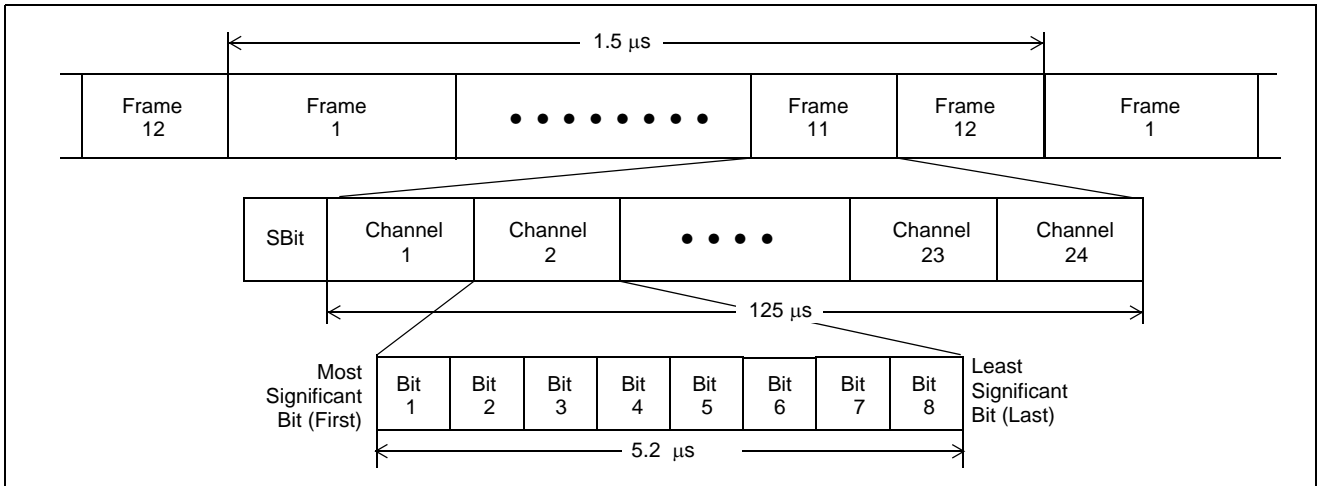 1.5 μs
Frame 12
Frame 1
Frame 11
Frame 12
Frame 1
SBit
Channel 1
Channel 2
Channel 23
Channel 24
125 μs
Most Significant Bit (First)
Bit 1
Bit 2
Bit 3
Bit 4
Bit 5
Bit 6
Bit 7
Bit 8
Least Significant Bit (Last)
5.2 μs